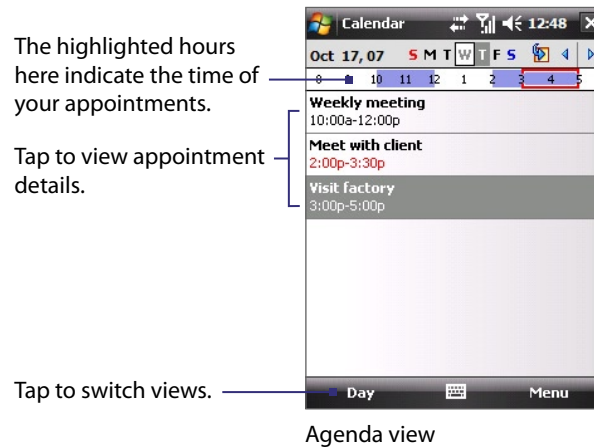 Calendar 12:48
The highlighted hours
here indicate the time of
your appointments.
Oct 17, 07 S M T W T F S
8 9 10 11 12 1 2 3 4 5
Weekly meeting
10:00a-12:00p
Tap to view appointment
details.
Meet with client
2:00p-3:30p
Visit factory
3:00p-5:00p
Tap to switch views.
Day Menu
Agenda view